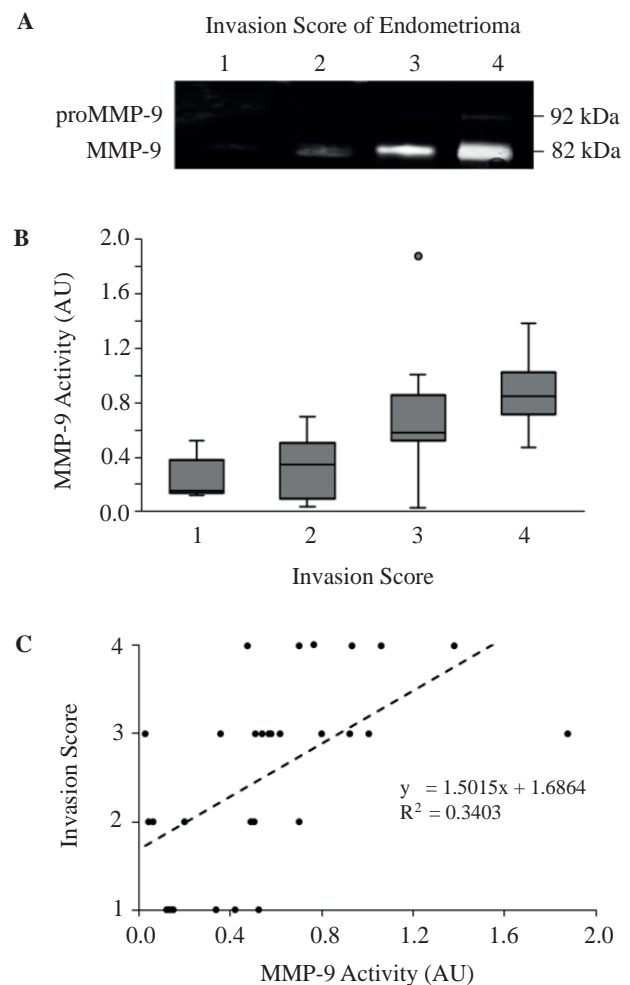 A
Invasion Score of Endometrioma
1 2 3 4
proMMP-9
92 kDa
MMP-9
82 kDa
B
MMP-9 Activity (AU)
2.0
1.6
1.2
0.8
0.4
0.0
1 2 3 4
Invasion Score
C
Invasion Score
4
3
2
1
y = 1.5015x + 1.6864
R² = 0.3403
0.0 0.4 0.8 1.2 1.6 2.0
MMP-9 Activity (AU)